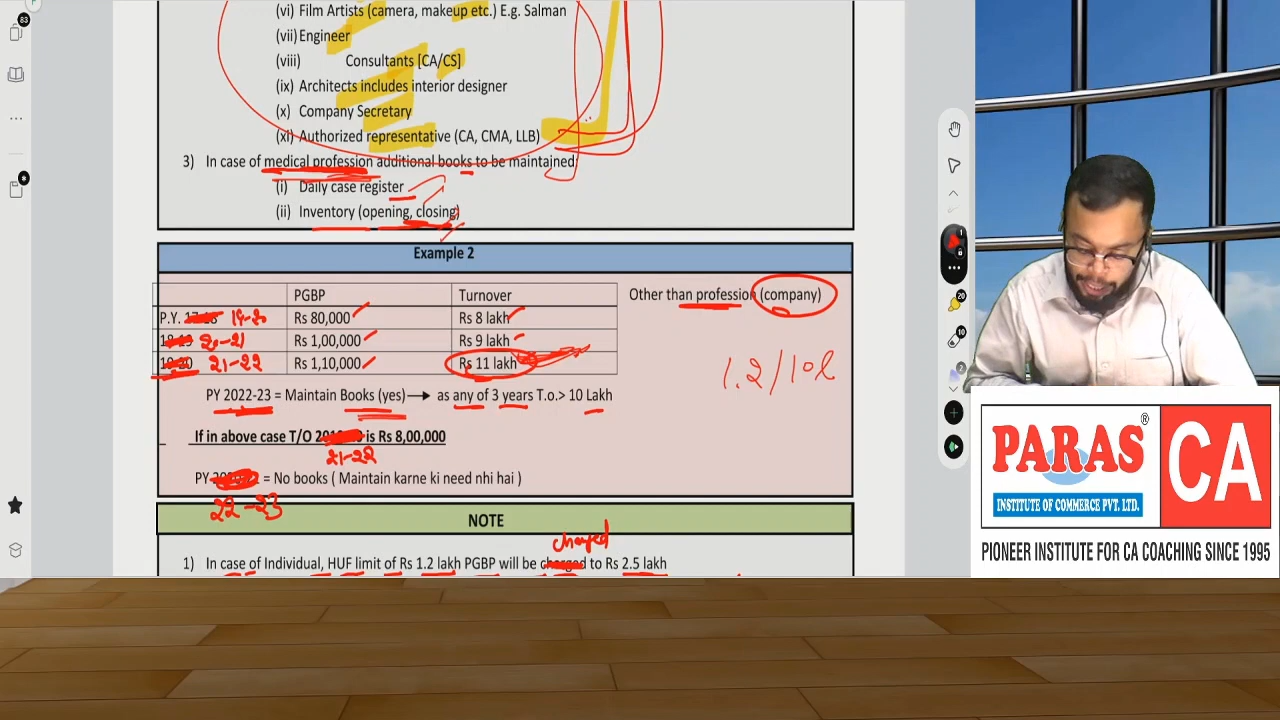 83
(vi) Film Artists (camera, makeup etc.) E.g. Salman
(vii) Engineer
(viii) Consultants [CA/CS]
(ix) Architects includes interior designer
(x) Company Secretary
(xi) Authorized representative (CA, CMA, LLB)
3) In case of medical profession additional books to be maintained:
(i) Daily case register
(ii) Inventory (opening, closing)
Example 2
PGBP Turnover Other than profession (company)
P.Y. 19-20 Rs 80,000 Rs 8 lakh
20-21 Rs 1,00,000 Rs 9 lakh
21-22 Rs 1,10,000 Rs 11 lakh
1.2/10l
PY 2022-23 = Maintain Books (yes) → as any of 3 years T.o.> 10 Lakh
If in above case T/O is Rs 8,00,000
21-22
PY = No books ( Maintain karne ki need nhi hai )
22-23
NOTE
charged
1) In case of Individual, HUF limit of Rs 1.2 lakh PGBP will be charged to Rs 2.5 lakh
1
20
10
2
PARAS ®
INSTITUTE OF COMMERCE PVT. LTD.
CA
PIONEER INSTITUTE FOR CA COACHING SINCE 1995